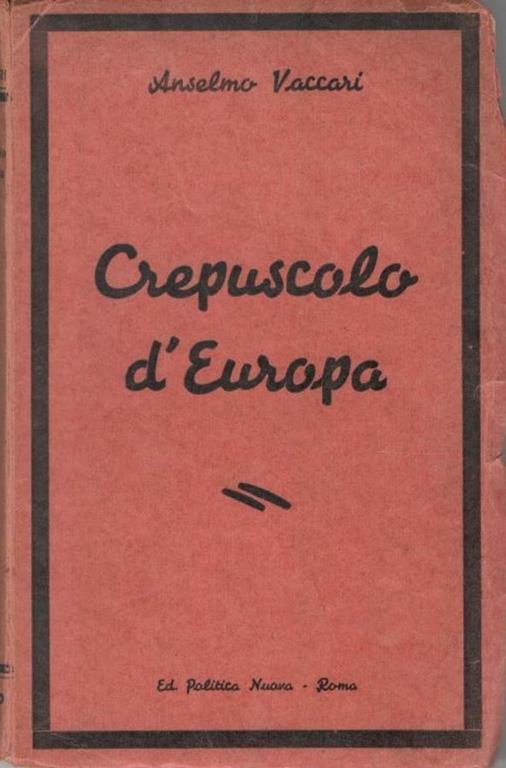 Anselmo Vaccari
Crepuscolo
d'Europa
Ed. Politica Nuova - Roma